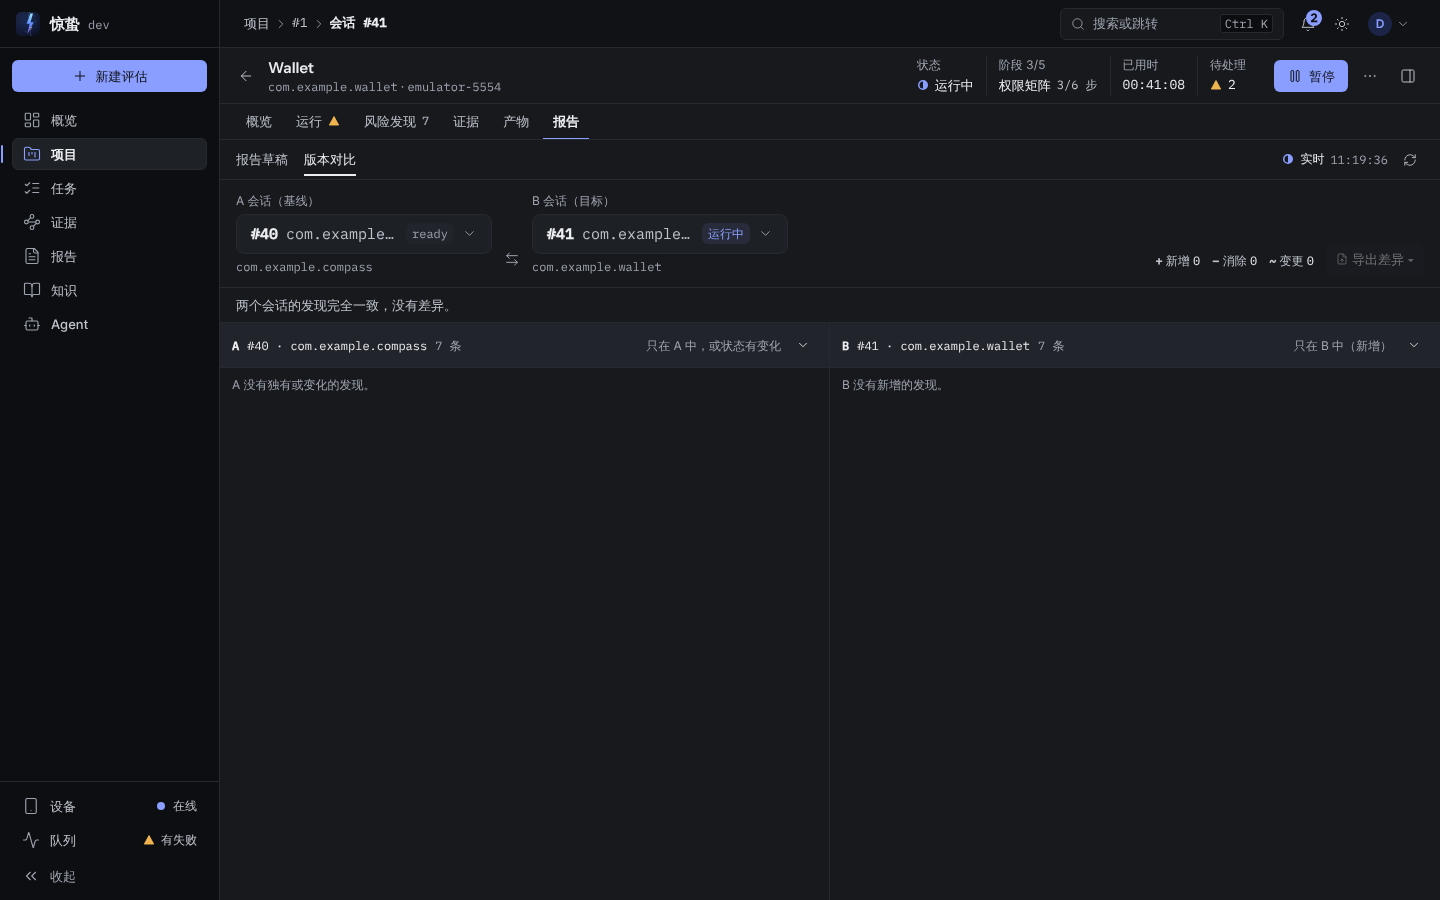 惊蛰 dev
项目 > #1 > 会话 #41
搜索或跳转 Ctrl K
2
D
新建评估
概览
项目
任务
证据
报告
知识
Agent
设备 在线
队列 有失败
收起
Wallet
com.example.wallet·emulator-5554
状态
运行中
阶段 3/5
权限矩阵 3/6 步
已用时
00:41:08
待处理
2
暂停
概览 运行 风险发现 7 证据 产物 报告
报告草稿 版本对比
实时 11:19:36
A 会话（基线）
#40 com.example… ready
com.example.compass
B 会话（目标）
#41 com.example… 运行中
com.example.wallet
+ 新增 0 − 消除 0 ~ 变更 0 导出差异
两个会话的发现完全一致，没有差异。
A #40 · com.example.compass 7 条 只在 A 中，或状态有变化
A 没有独有或变化的发现。
B #41 · com.example.wallet 7 条 只在 B 中（新增）
B 没有新增的发现。